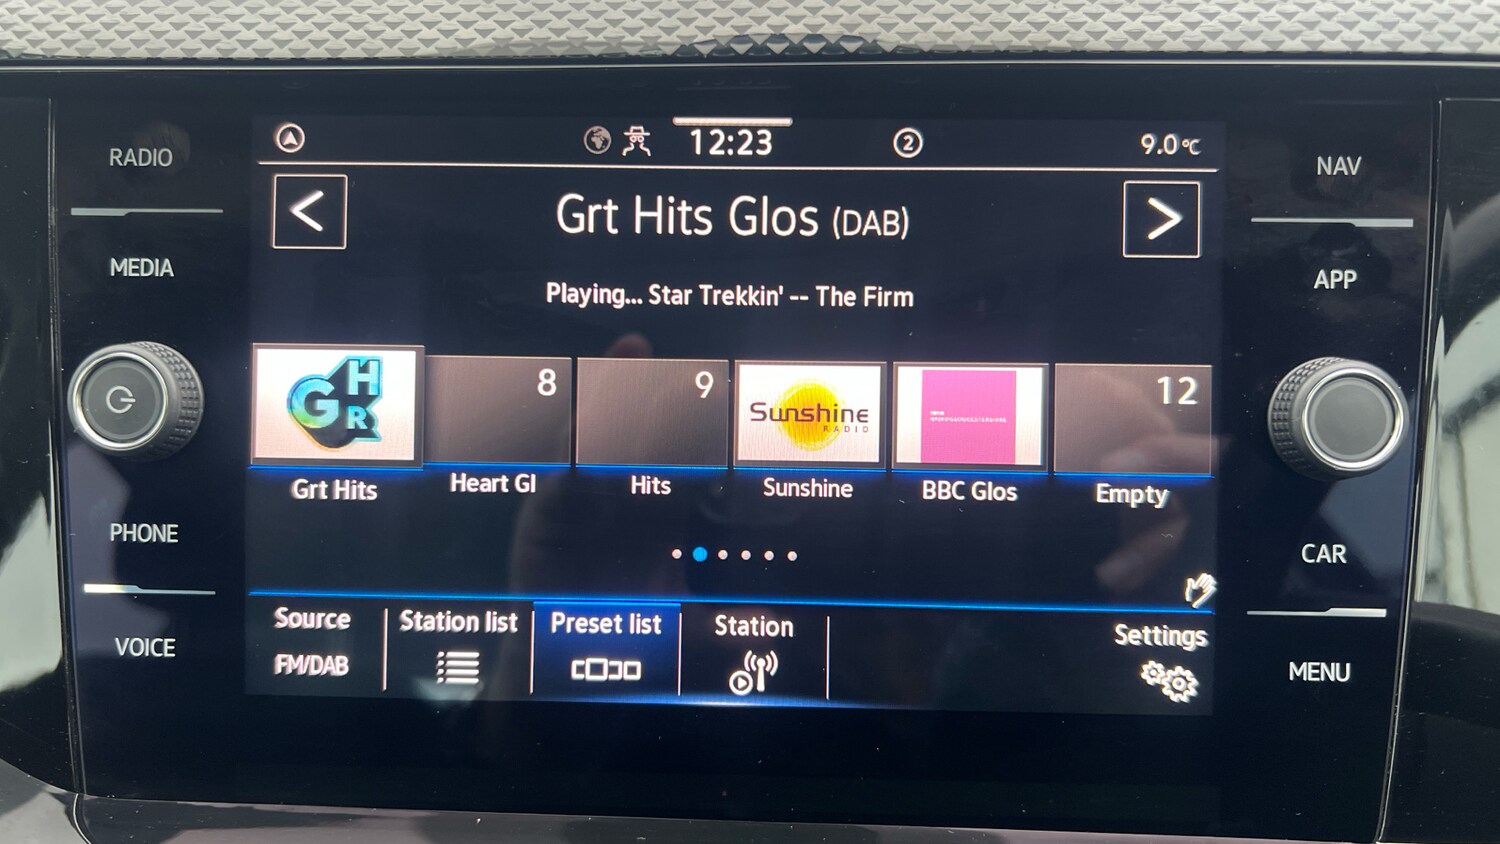 12:23
2
9.0°C
RADIO
MEDIA
PHONE
VOICE
<
Grt Hits Glos (DAB)
>
Playing... Star Trekkin' -- The Firm
GHR
8
9
Sunshine
RADIO
12
Grt Hits
Heart Gl
Hits
Sunshine
BBC Glos
Empty
Source
FM/DAB
Station list
Preset list
Station
Settings
NAV
APP
CAR
MENU